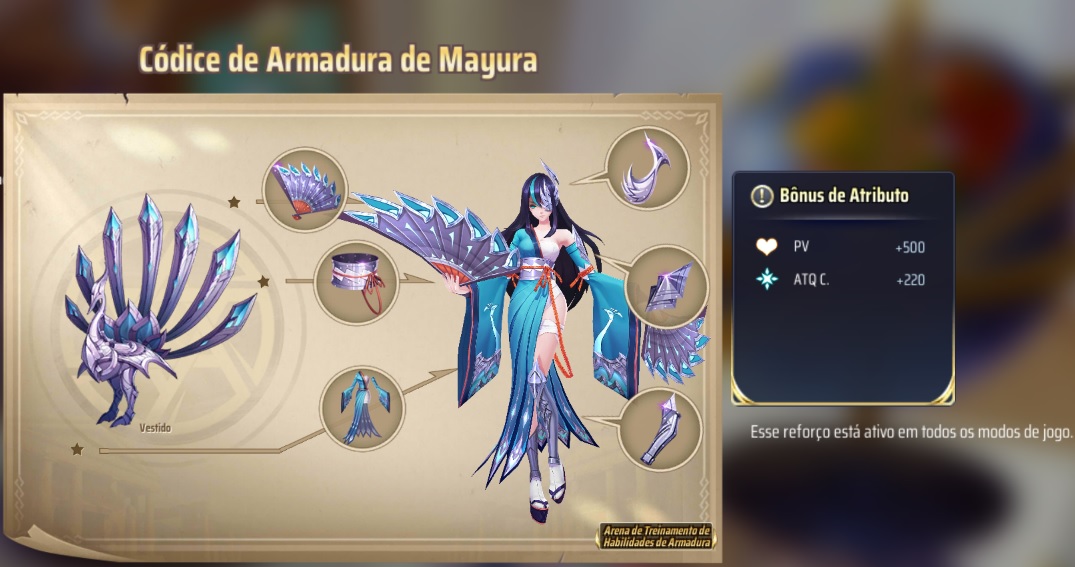 Códice de Armadura de Mayura
Vestido
Arena de Treinamento de
Habilidades de Armadura
Bônus de Atributo
PV +500
ATQ C. +220
Esse reforço está ativo em todos os modos de jogo.